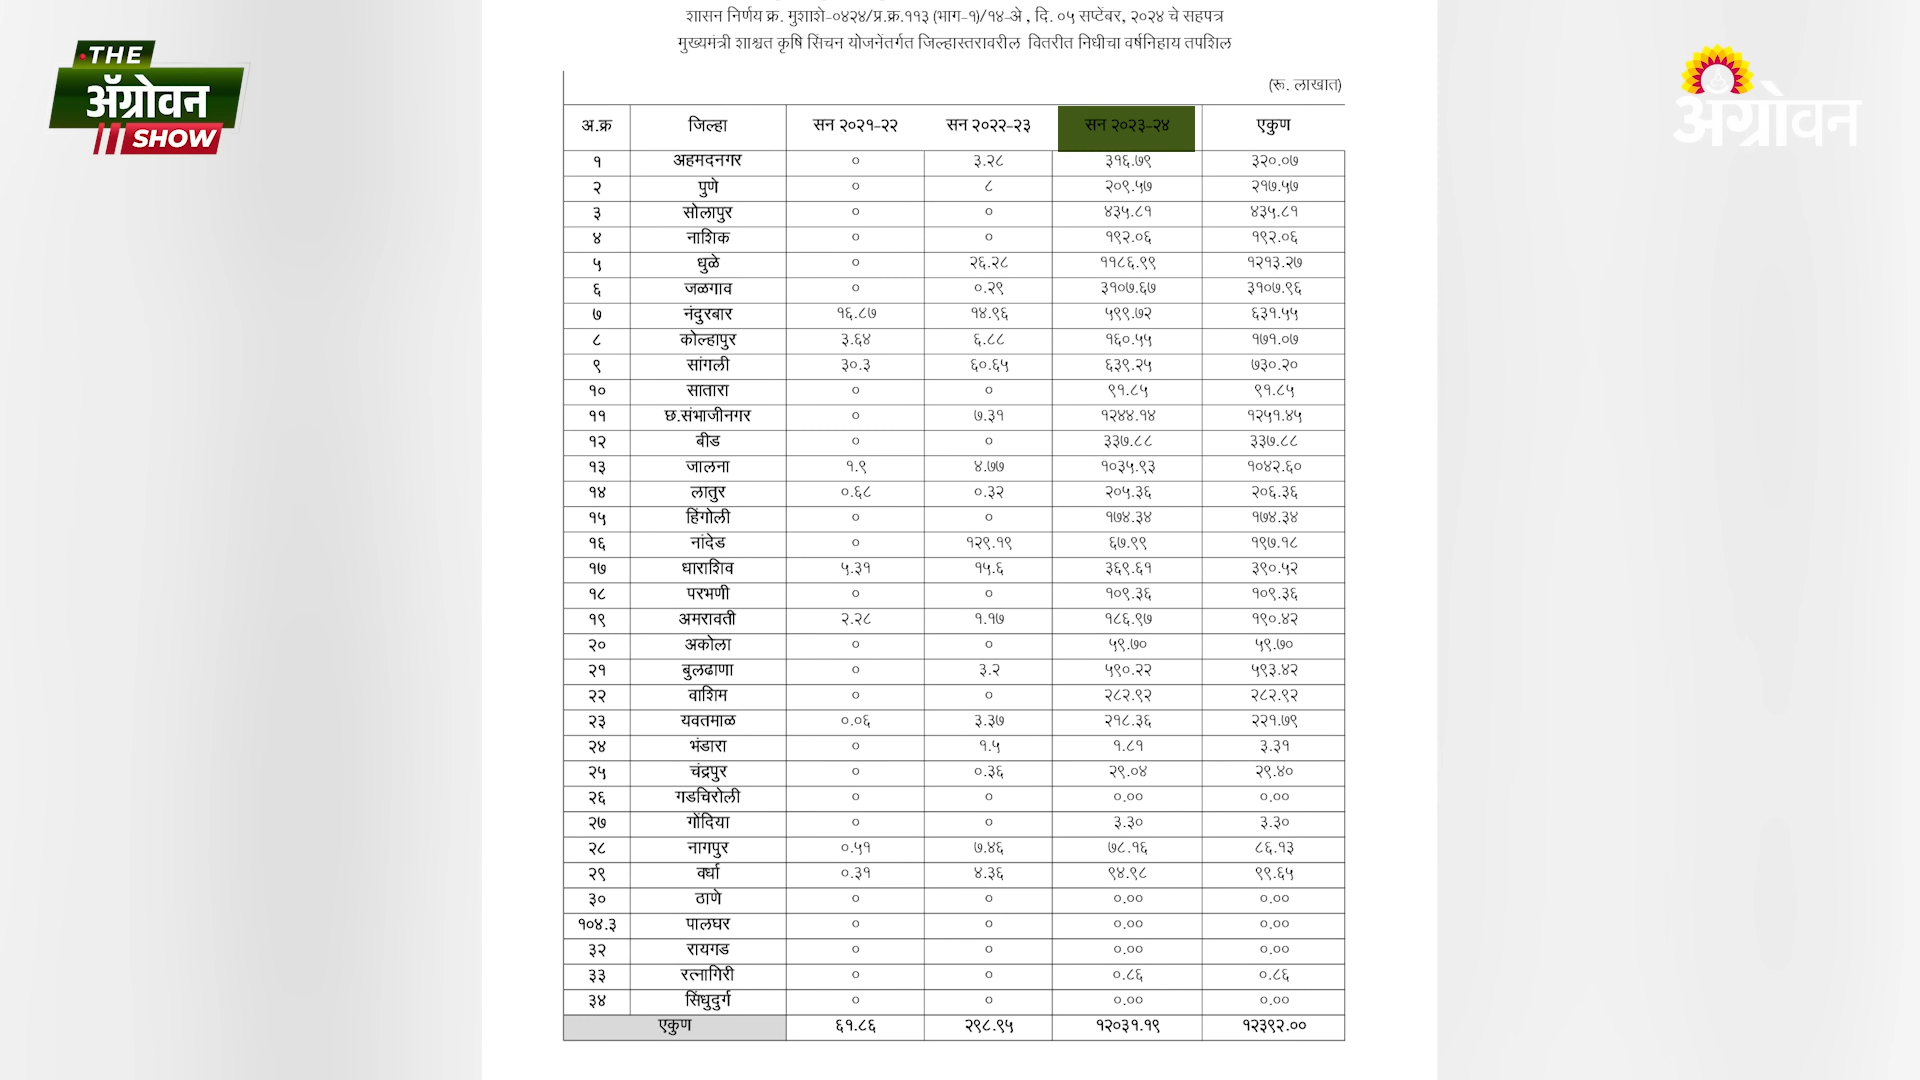 THE
ॲग्रोवन
SHOW
ॲग्रोवन
शासन निर्णय क्र. मुशाशे-०४२४/प्र.क्र.११३ (भाग-१)/१४-अे , दि. ०५ सप्टेंबर, २०२४ चे सहपत्र
मुख्यमंत्री शाश्वत कृषि सिंचन योजनेंतर्गत जिल्हास्तरावरील वितरीत निधीचा वर्षनिहाय तपशिल
(रू. लाखात)
अ.क्र जिल्हा सन २०२१-२२ सन २०२२-२३ सन २०२३-२४ एकुण
१ अहमदनगर ० ३.२८ ३१६.७९ ३२०.०७
२ पुणे ० ८ २०९.५७ २१७.५७
३ सोलापुर ० ० ४३५.८१ ४३५.८१
४ नाशिक ० ० १९२.०६ १९२.०६
५ धुळे ० २६.२८ ११८६.९९ १२१३.२७
६ जळगाव ० ०.२९ ३१०७.६७ ३१०७.९६
७ नंदुरबार १६.८७ १४.९६ ५९९.७२ ६३१.५५
८ कोल्हापुर ३.६४ ६.८८ १६०.५५ १७१.०७
९ सांगली ३०.३ ६०.६५ ६३९.२५ ७३०.२०
१० सातारा ० ० ९१.८५ ९१.८५
११ छ.संभाजीनगर ० ७.३१ १२४४.१४ १२५१.४५
१२ बीड ० ० ३३७.८८ ३३७.८८
१३ जालना १.९ ४.७७ १०३५.९३ १०४२.६०
१४ लातुर ०.६८ ०.३२ २०५.३६ २०६.३६
१५ हिंगोली ० ० १७४.३४ १७४.३४
१६ नांदेड ० १२९.१९ ६७.९९ १९७.१८
१७ धाराशिव ५.३१ १५.६ ३६९.६१ ३९०.५२
१८ परभणी ० ० १०९.३६ १०९.३६
१९ अमरावती २.२८ १.१७ १८६.९७ १९०.४२
२० अकोला ० ० ५९.७० ५९.७०
२१ बुलढाणा ० ३.२ ५९०.२२ ५९३.४२
२२ वाशिम ० ० २८२.९२ २८२.९२
२३ यवतमाळ ०.०६ ३.३७ २१८.३६ २२१.७९
२४ भंडारा ० १.५ १.८१ ३.३१
२५ चंद्रपुर ० ०.३६ २९.०४ २९.४०
२६ गडचिरोली ० ० ०.०० ०.००
२७ गोंदिया ० ० ३.३० ३.३०
२८ नागपुर ०.५१ ७.४६ ७८.१६ ८६.१३
२९ वर्धा ०.३१ ४.३६ ९४.९८ ९९.६५
३० ठाणे ० ० ०.०० ०.००
१०४.३ पालघर ० ० ०.०० ०.००
३२ रायगड ० ० ०.०० ०.००
३३ रत्नागिरी ० ० ०.८६ ०.८६
३४ सिंधुदुर्ग ० ० ०.०० ०.००
एकुण ६१.८६ २९८.९५ १२०३१.१९ १२३९२.००